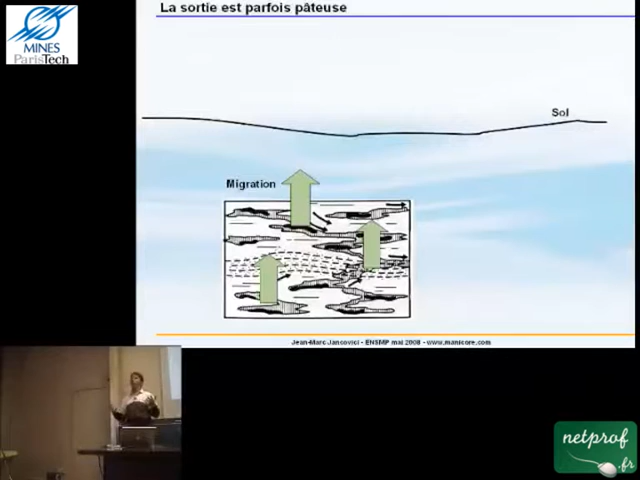 La sortie est parfois pâteuse
MINES
ParisTech
Sol
Migration
Jean-Marc Jancovici - ENSMP mai 2008 - www.manicore.com
netprof
.fr